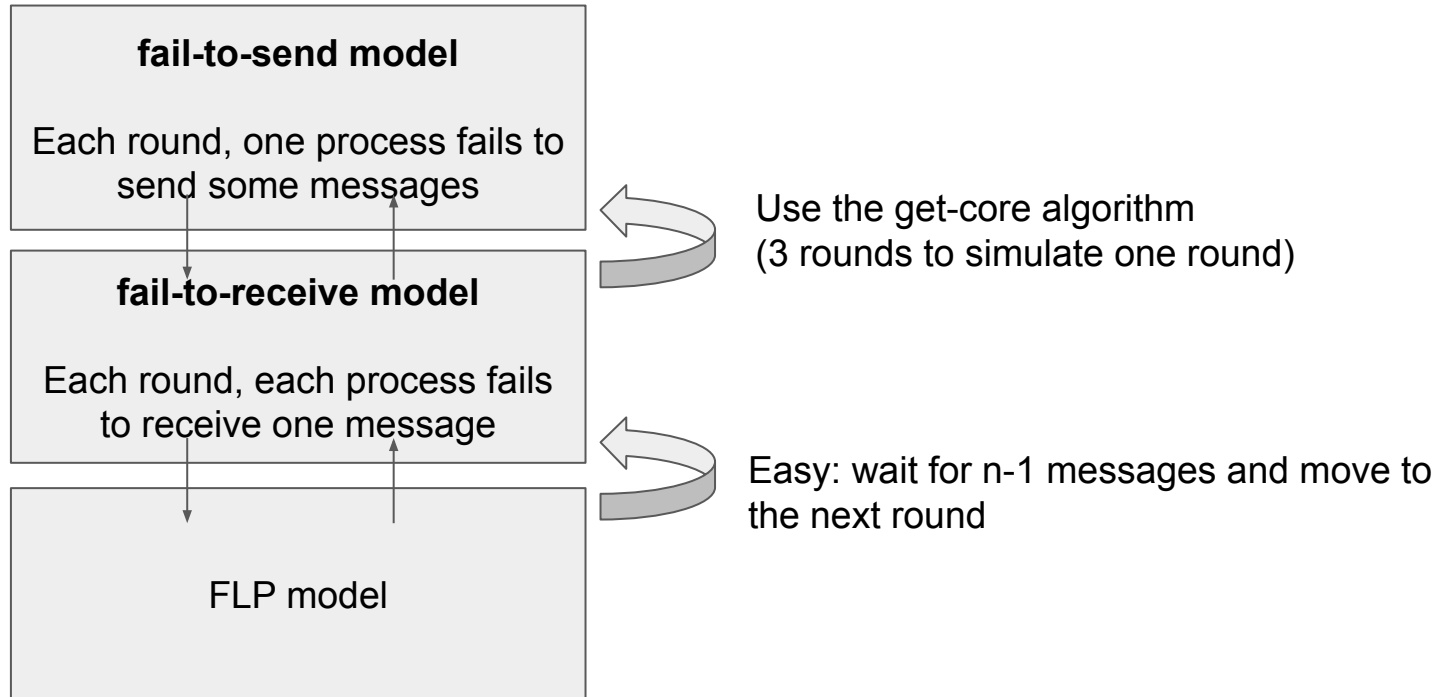 fail-to-send model
Each round, one process fails to
send some messages
Use the get-core algorithm
(3 rounds to simulate one round)
fail-to-receive model
Each round, each process fails
to receive one message
Easy: wait for n-1 messages and move to
the next round
FLP model